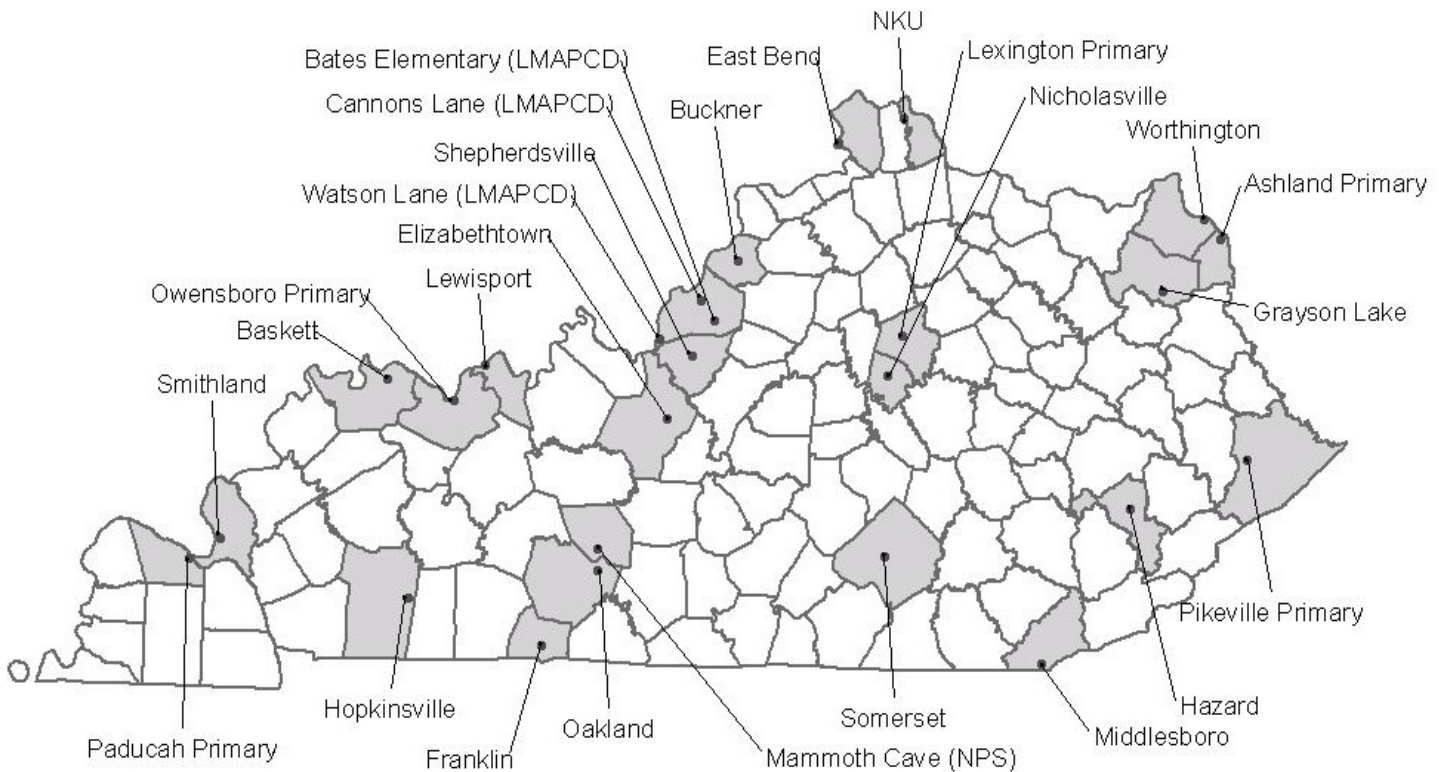 NKU
Bates Elementary (LMAPCD)
East Bend
Lexington Primary
Cannons Lane (LMAPCD)
Buckner
Nicholasville
Worthington
Shepherdsville
Watson Lane (LMAPCD)
Ashland Primary
Elizabethtown
Lewisport
Owensboro Primary
Grayson Lake
Baskett
Smithland
Pikeville Primary
Hopkinsville
Oakland
Somerset
Hazard
Paducah Primary
Franklin
Mammoth Cave (NPS)
Middlesboro